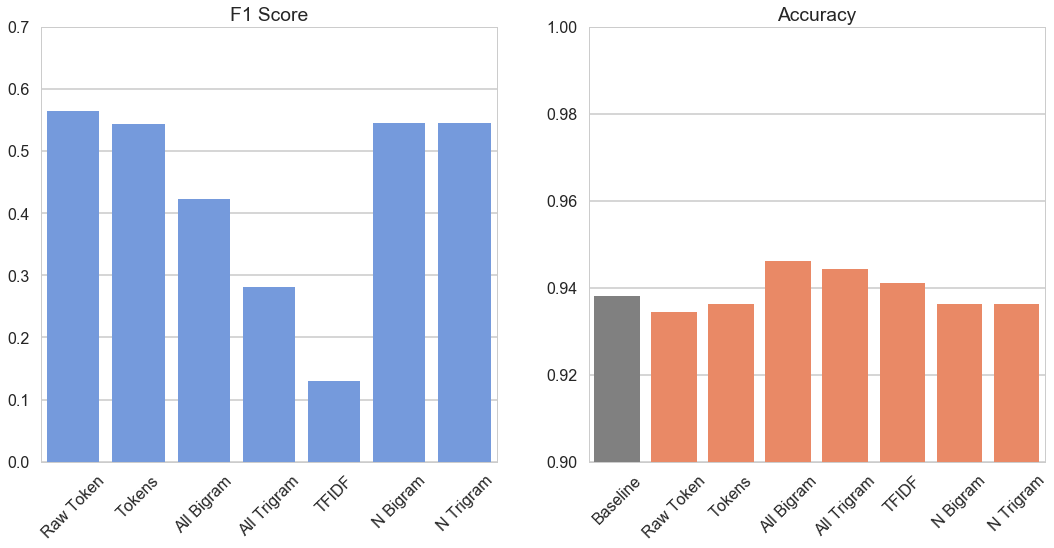 F1 Score
0.7
0.6
0.5
0.4
0.3
0.2
0.1
0.0
Raw Token
Tokens
All Bigram
All Trigram
TFIDF
N Bigram
N Trigram
Accuracy
1.00
0.98
0.96
0.94
0.92
0.90
Baseline
Raw Token
Tokens
All Bigram
All Trigram
TFIDF
N Bigram
N Trigram